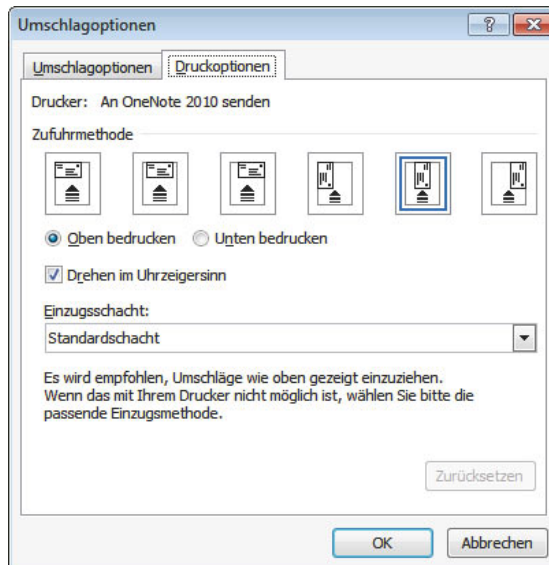 Umschlagoptionen
Umschlagoptionen Druckoptionen
Drucker: An OneNote 2010 senden
Zufuhrmethode
Oben bedrucken Unten bedrucken
Drehen im Uhrzeigersinn
Einzugsschacht:
Standardschacht
Es wird empfohlen, Umschläge wie oben gezeigt einzuziehen.
Wenn das mit Ihrem Drucker nicht möglich ist, wählen Sie bitte die
passende Einzugsmethode.
Zurücksetzen
OK Abbrechen